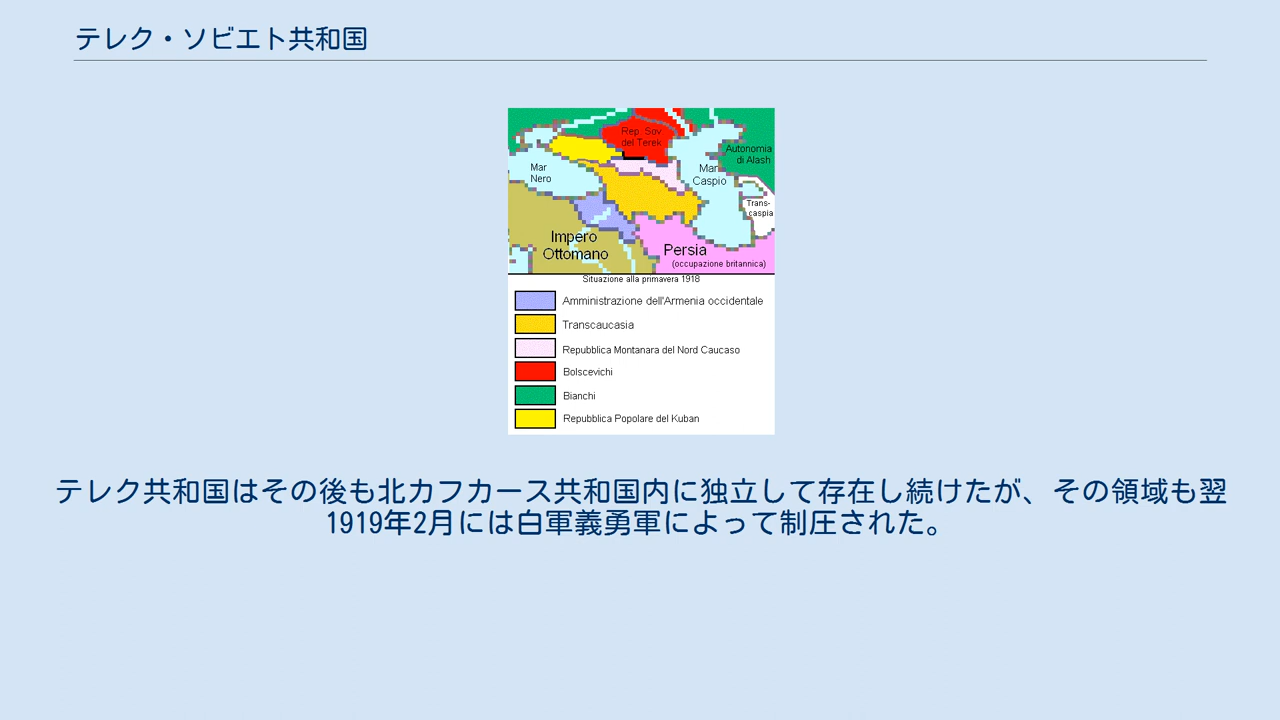 テレク・ソビエト共和国
Rep. Sov.
del Terek
Autonomia
di Alash
Mar
Nero
Mar
Caspio
Trans-
caspia
Impero
Ottomano
Persia
(occupazione britannica)
Situazione alla primavera 1918
Amministrazione dell'Armenia occidentale
Transcaucasia
Repubblica Montanara del Nord Caucaso
Bolscevichi
Bianchi
Repubblica Popolare del Kuban
テレク共和国はその後も北カフカース共和国内に独立して存在し続けたが、その領域も翌
1919年2月には白軍義勇軍によって制圧された。